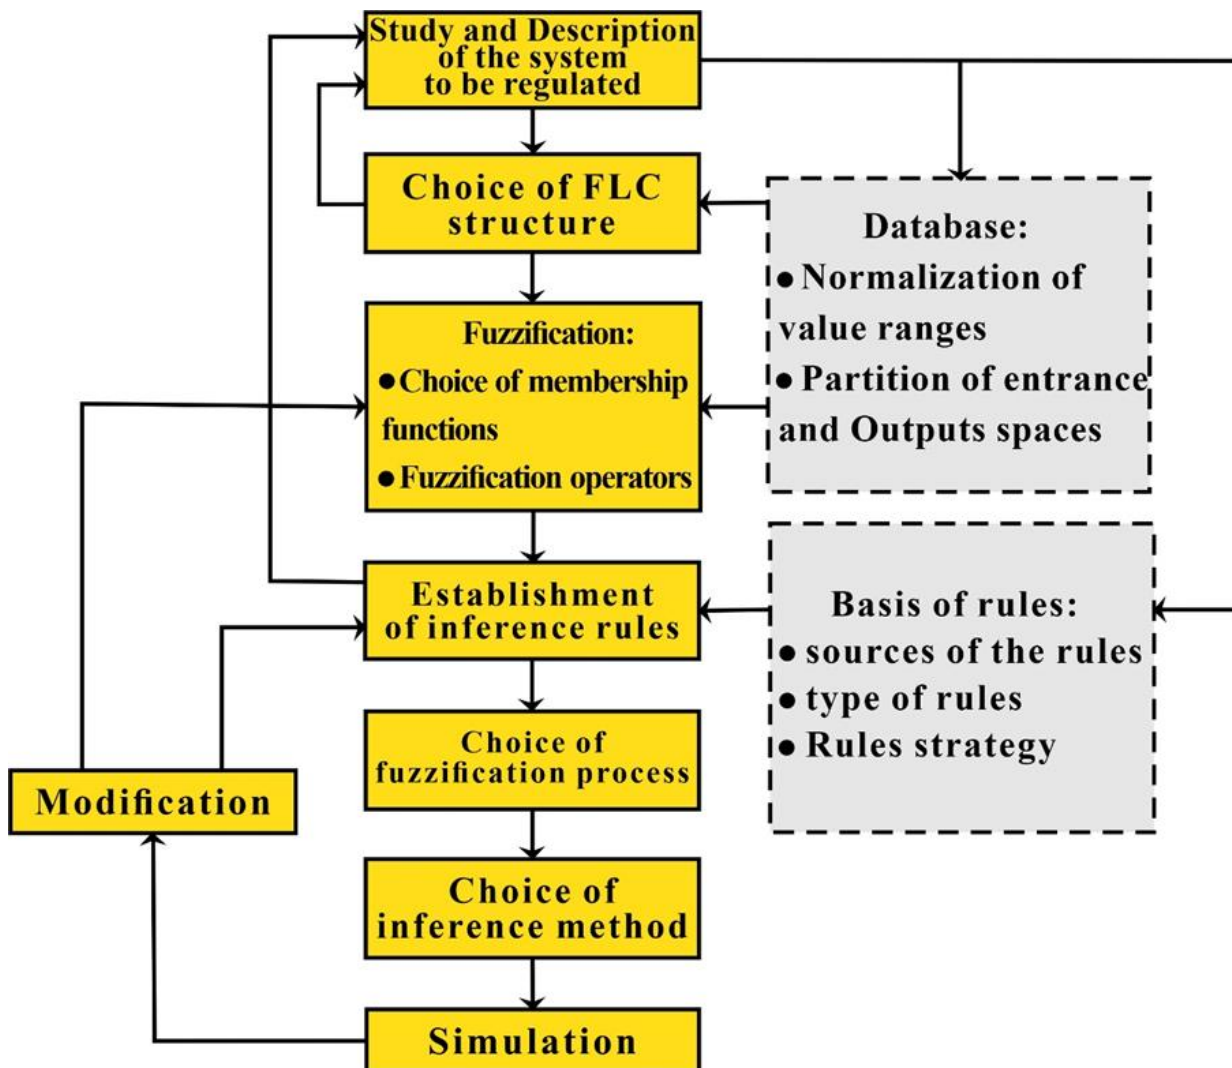 Study and Description
of the system
to be regulated
Choice of FLC
structure
Database:
● Normalization of
value ranges
● Partition of entrance
and Outputs spaces
Fuzzification:
● Choice of membership
functions
● Fuzzification operators
Establishment
of inference rules
Basis of rules:
● sources of the rules
● type of rules
● Rules strategy
Choice of
fuzzification process
Modification
Choice of
inference method
Simulation